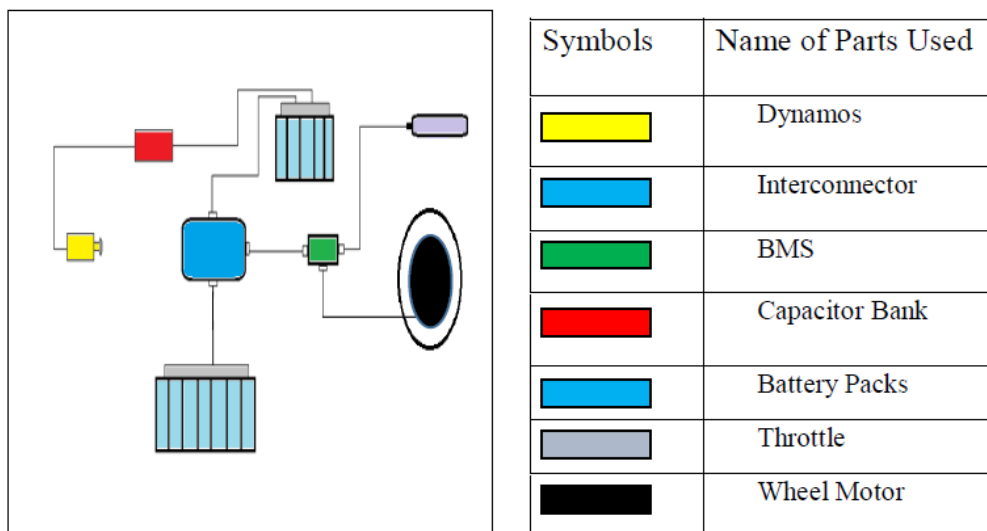 Symbols Name of Parts Used
Dynamos
Interconnector
BMS
Capacitor Bank
Battery Packs
Throttle
Wheel Motor